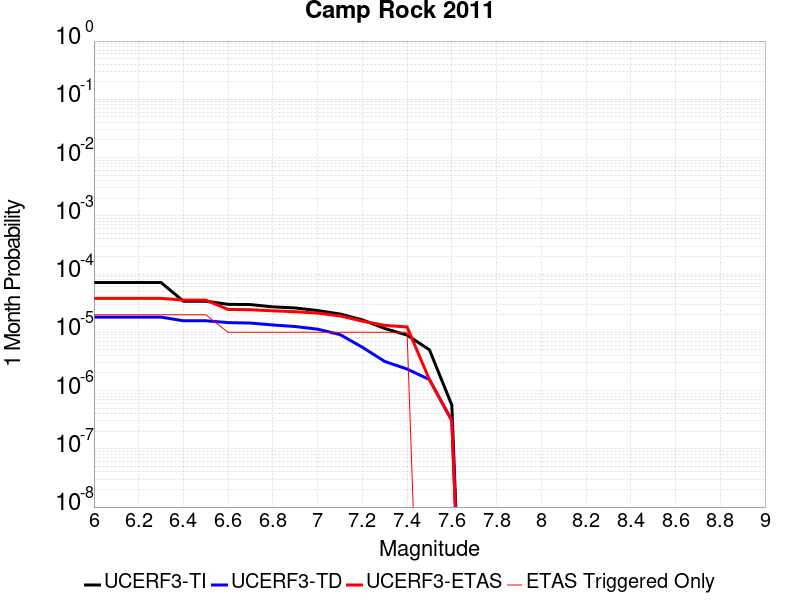 Camp Rock 2011
10^0
10^-1
10^-2
10^-3
10^-4
10^-5
10^-6
10^-7
10^-8
1 Month Probability
6 6.2 6.4 6.6 6.8 7 7.2 7.4 7.6 7.8 8 8.2 8.4 8.6 8.8 9
Magnitude
UCERF3-TI UCERF3-TD UCERF3-ETAS ETAS Triggered Only